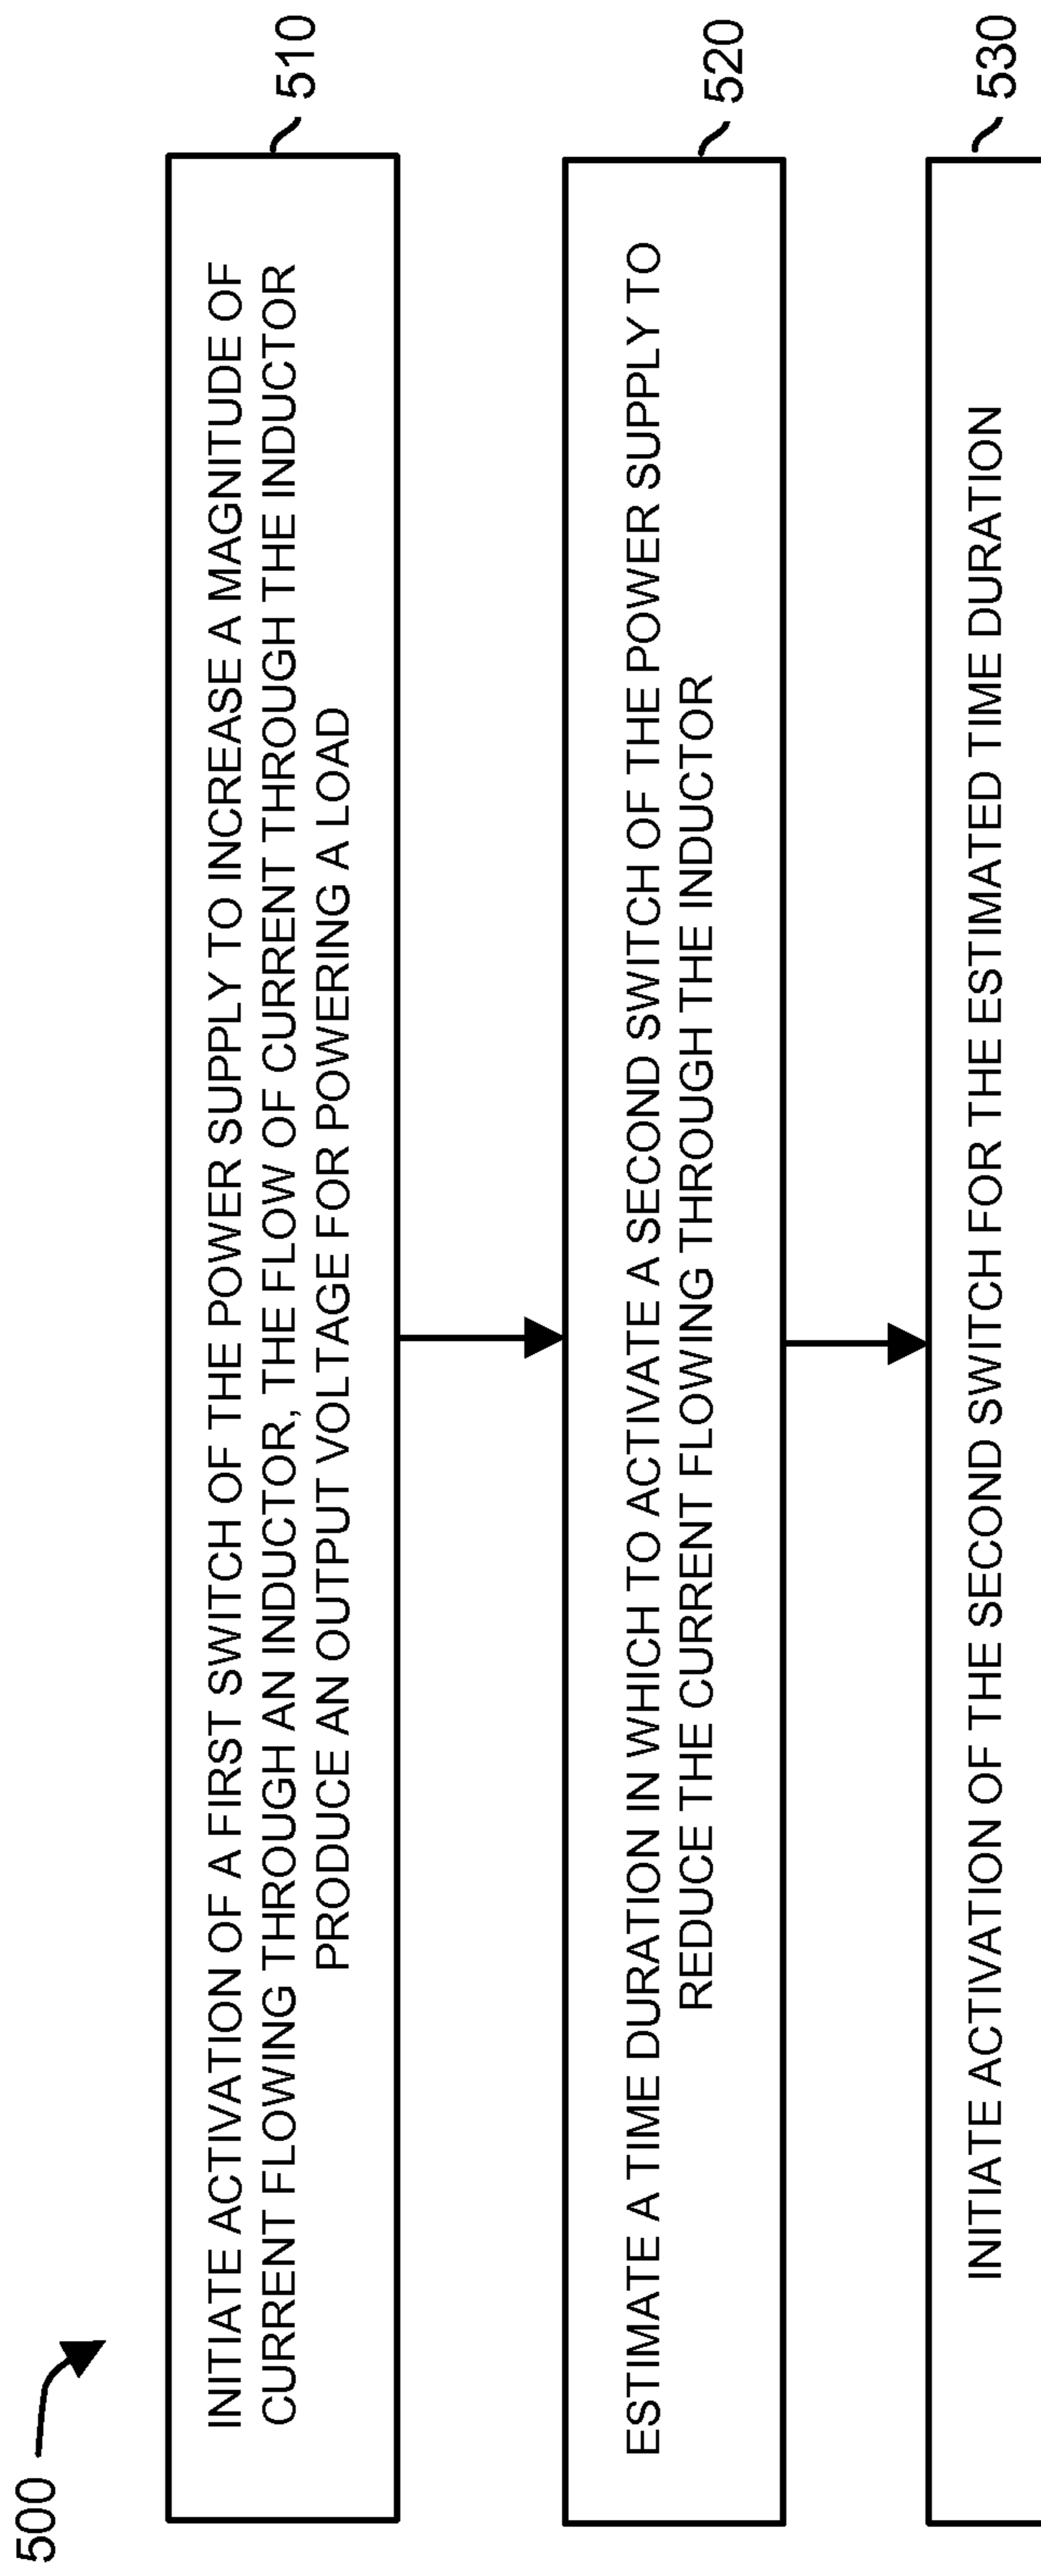 500
INITIATE ACTIVATION OF A FIRST SWITCH OF THE POWER SUPPLY TO INCREASE A MAGNITUDE OF
CURRENT FLOWING THROUGH AN INDUCTOR, THE FLOW OF CURRENT THROUGH THE INDUCTOR
PRODUCE AN OUTPUT VOLTAGE FOR POWERING A LOAD
510
ESTIMATE A TIME DURATION IN WHICH TO ACTIVATE A SECOND SWITCH OF THE POWER SUPPLY TO
REDUCE THE CURRENT FLOWING THROUGH THE INDUCTOR
520
INITIATE ACTIVATION OF THE SECOND SWITCH FOR THE ESTIMATED TIME DURATION
530